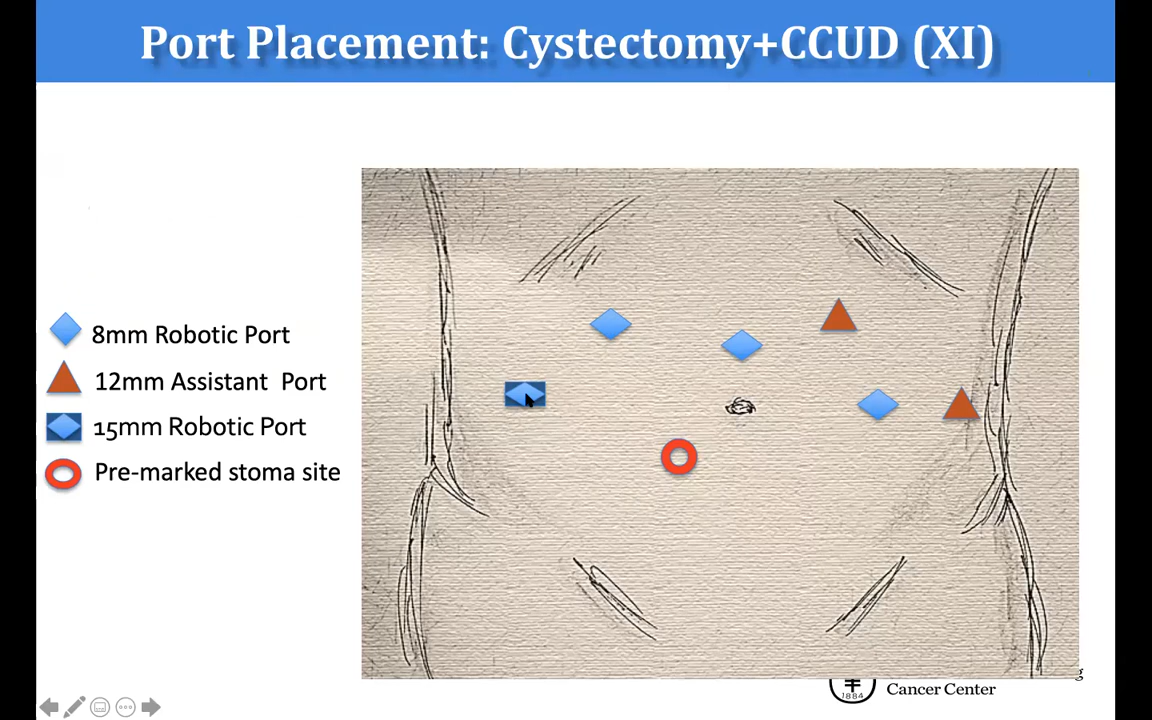 Port Placement: Cystectomy+CCUD (XI)
8mm Robotic Port
12mm Assistant Port
15mm Robotic Port
Pre-marked stoma site
1884
Cancer Center